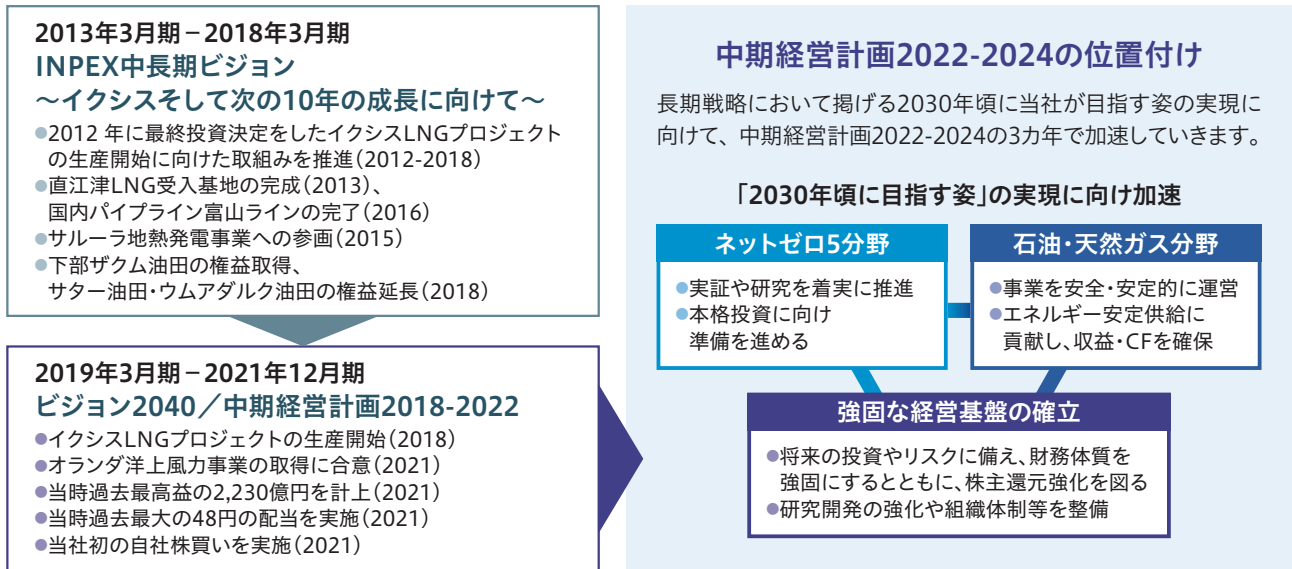 2013年3月期－2018年3月期
INPEX中長期ビジョン
～イクシスそして次の10年の成長に向けて～
●2012 年に最終投資決定をしたイクシスLNGプロジェクト
の生産開始に向けた取組みを推進（2012-2018）
●直江津LNG受入基地の完成（2013）、
国内パイプライン富山ラインの完了（2016）
●サルーラ地熱発電事業への参画（2015）
●下部ザクム油田の権益取得、
サター油田・ウムアダルク油田の権益延長（2018）
2019年3月期－2021年12月期
ビジョン2040／中期経営計画2018-2022
●イクシスLNGプロジェクトの生産開始（2018）
●オランダ洋上風力事業の取得に合意（2021）
●当時過去最高益の2,230億円を計上（2021）
●当時過去最大の48円の配当を実施（2021）
●当社初の自社株買いを実施（2021）
中期経営計画2022-2024の位置付け
長期戦略において掲げる2030年頃に当社が目指す姿の実現に
向けて、中期経営計画2022-2024の3カ年で加速していきます。
「2030年頃に目指す姿」の実現に向け加速
ネットゼロ5分野
●実証や研究を着実に推進
●本格投資に向け
準備を進める
石油・天然ガス分野
●事業を安全・安定的に運営
●エネルギー安定供給に
貢献し、収益・CFを確保
強固な経営基盤の確立
●将来の投資やリスクに備え、財務体質を
強固にするとともに、株主還元強化を図る
●研究開発の強化や組織体制等を整備